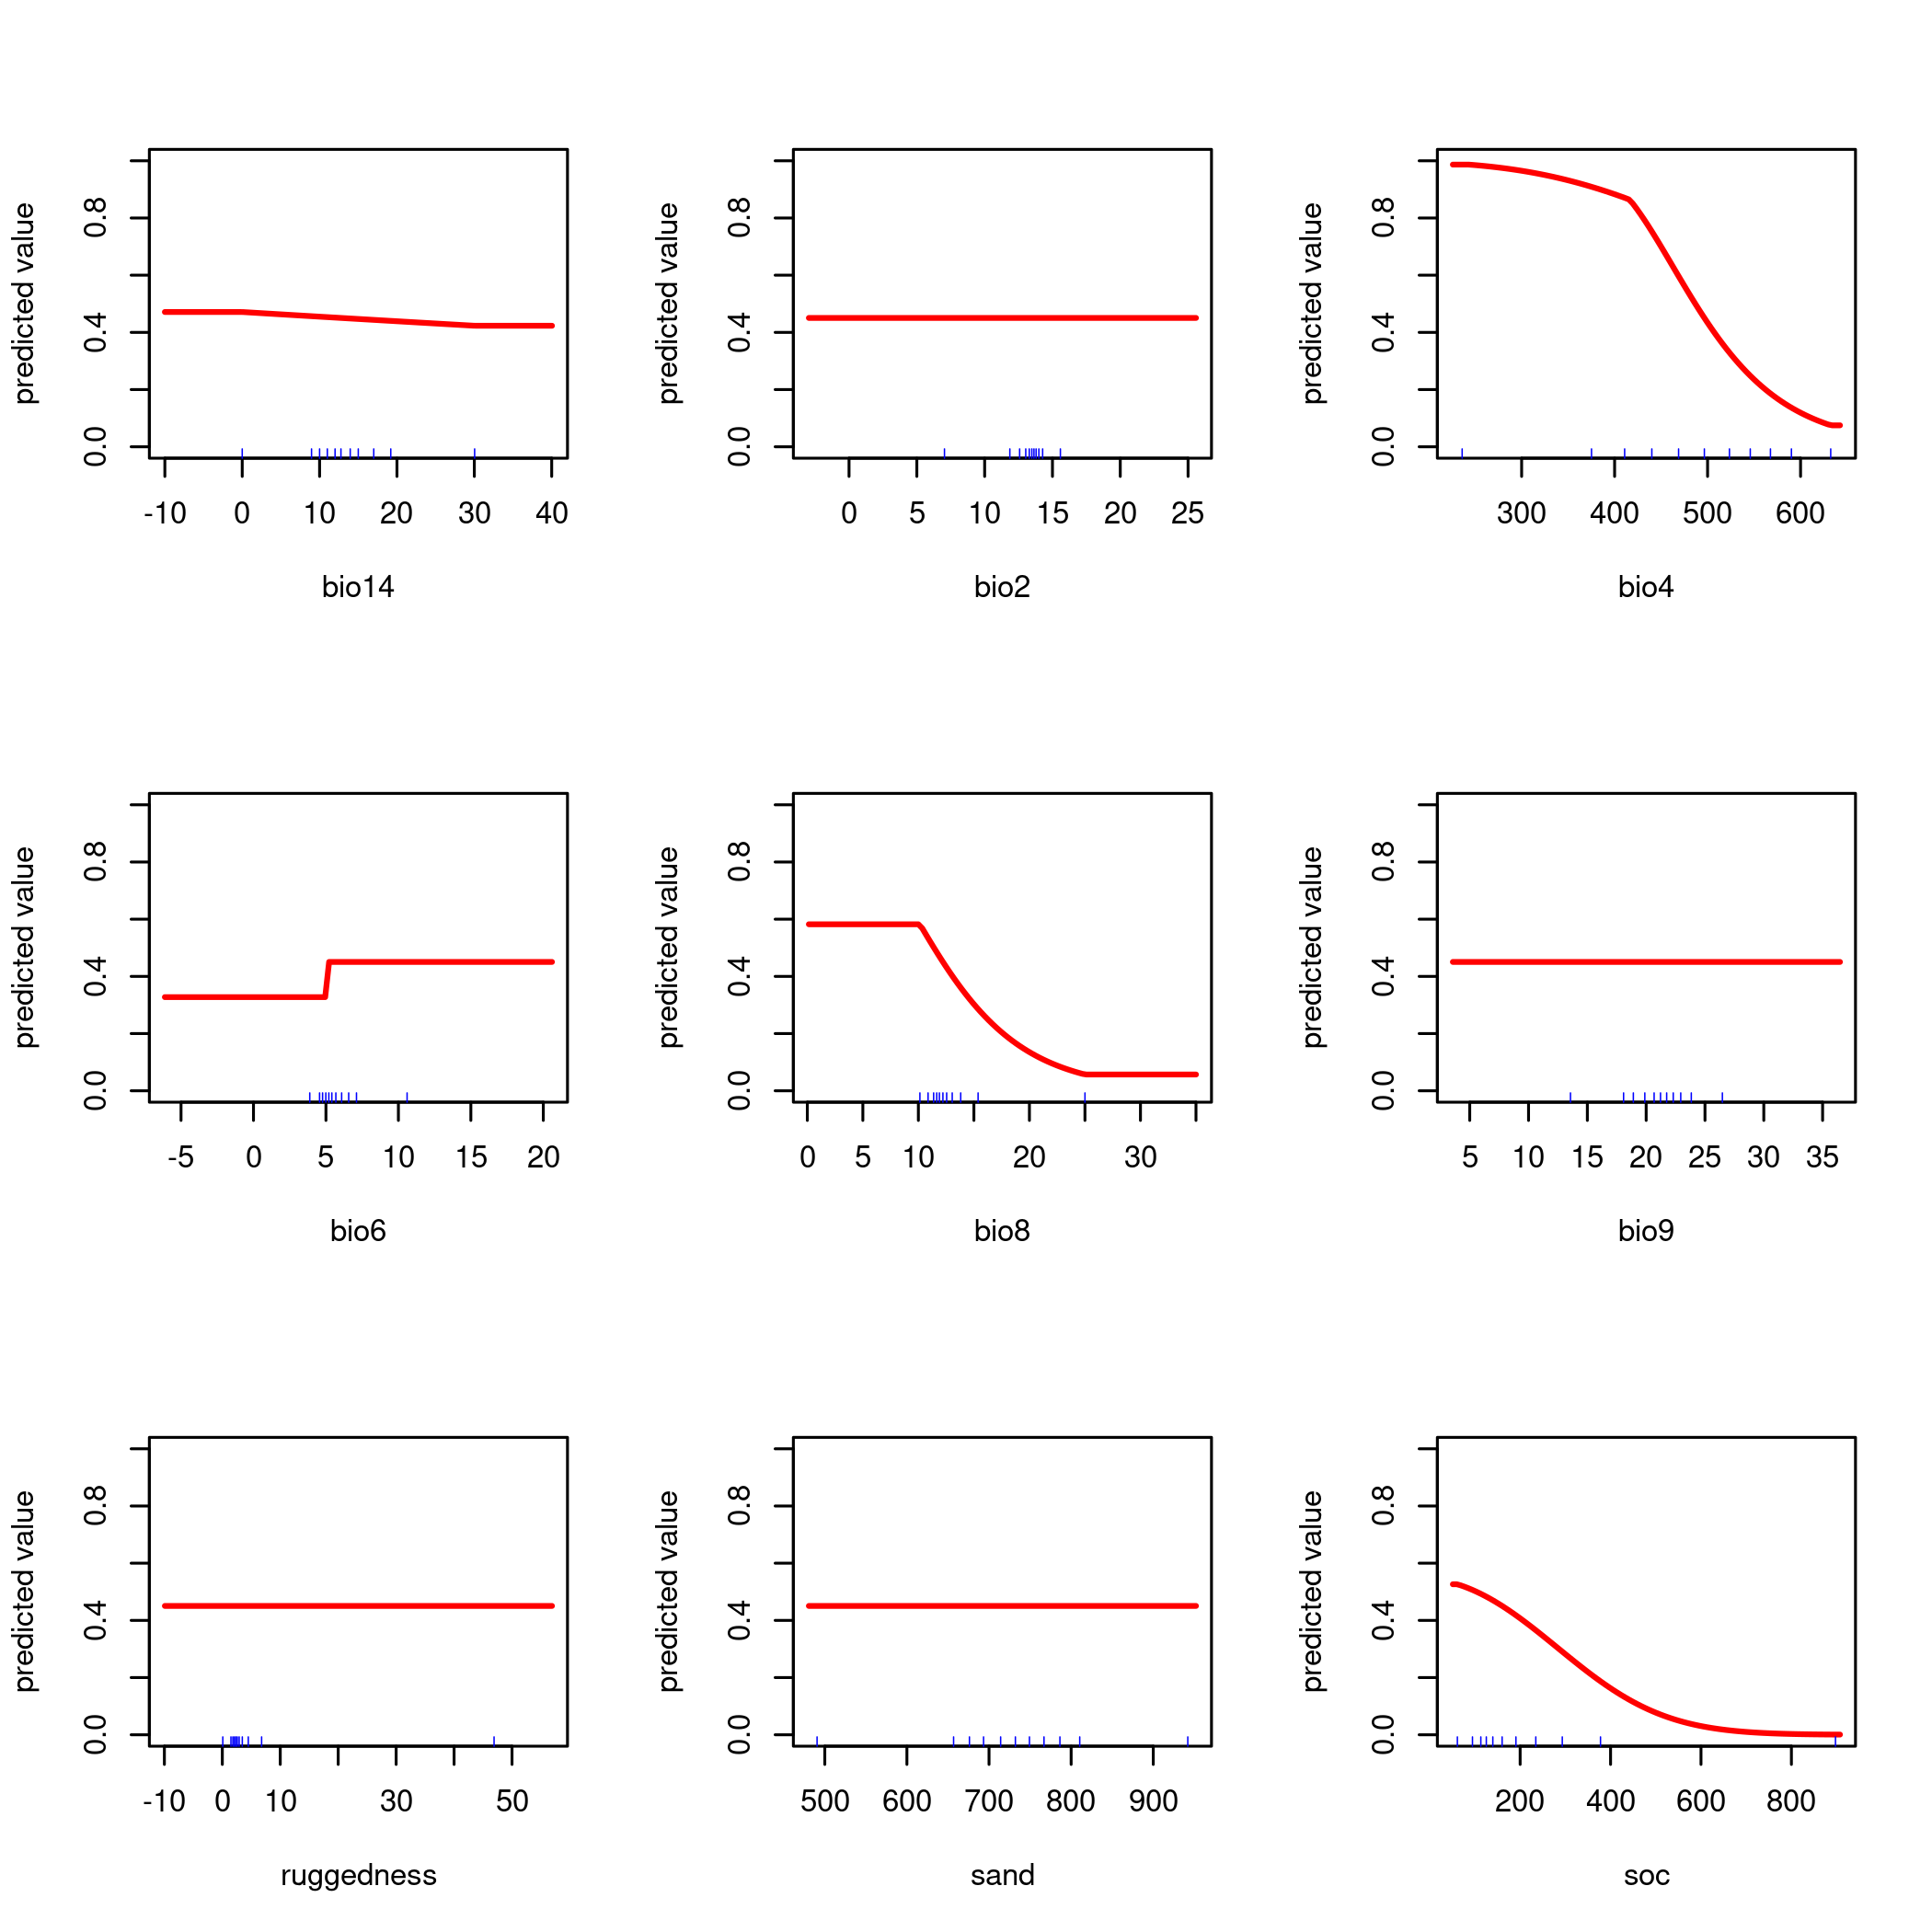 predicted value
0.0 0.4 0.8
-10 0 10 20 30 40
bio14
predicted value
0.0 0.4 0.8
0 5 10 15 20 25
bio2
predicted value
0.0 0.4 0.8
300 400 500 600
bio4
predicted value
0.0 0.4 0.8
-5 0 5 10 15 20
bio6
predicted value
0.0 0.4 0.8
0 5 10 20 30
bio8
predicted value
0.0 0.4 0.8
5 10 15 20 25 30 35
bio9
predicted value
0.0 0.4 0.8
-10 0 10 30 50
ruggedness
predicted value
0.0 0.4 0.8
500 600 700 800 900
sand
predicted value
0.0 0.4 0.8
200 400 600 800
soc